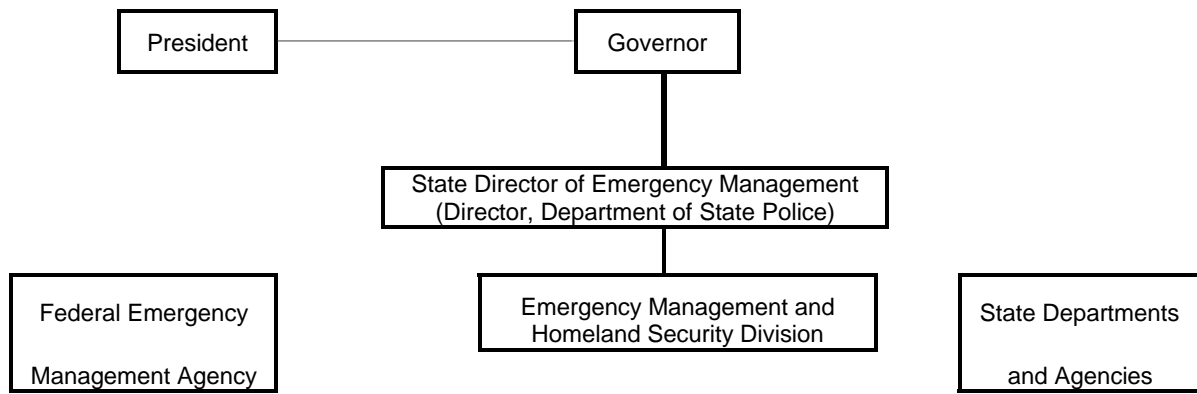 President
Governor
State Director of Emergency Management
(Director, Department of State Police)
Federal Emergency
Management Agency
Emergency Management and
Homeland Security Division
State Departments
and Agencies